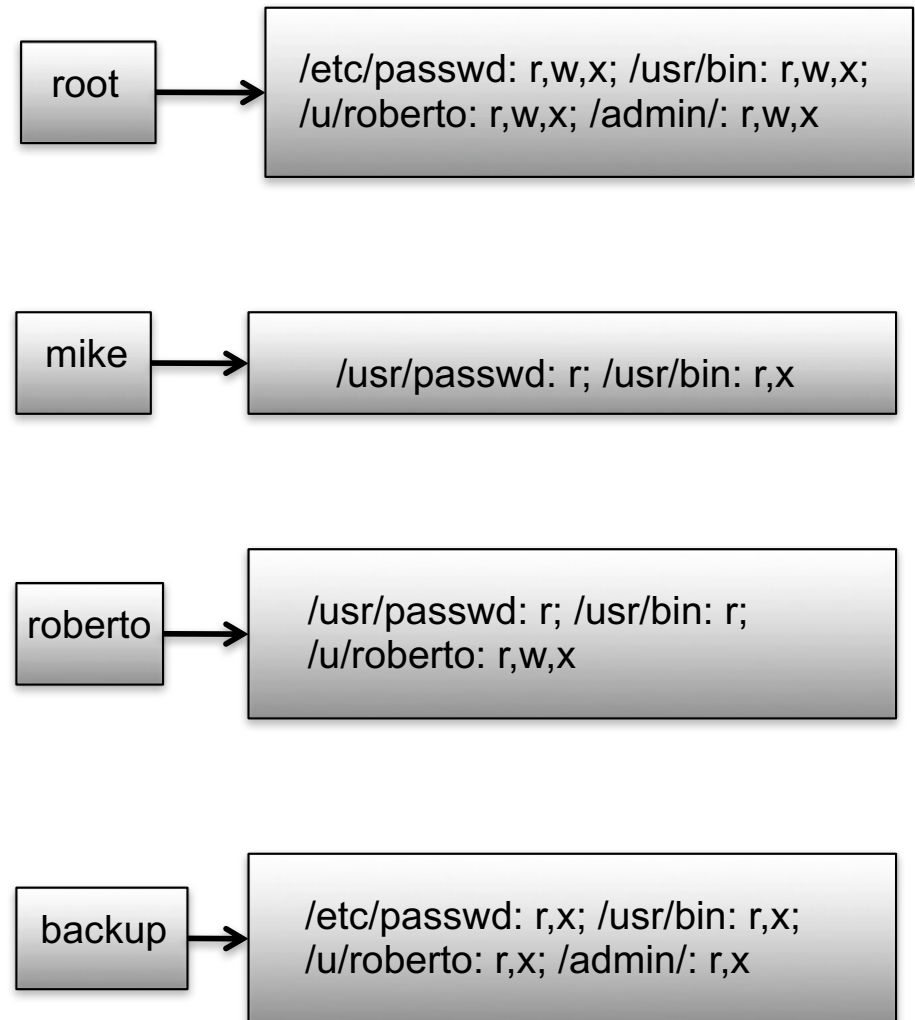 root
/etc/passwd: r,w,x; /usr/bin: r,w,x;
/u/roberto: r,w,x; /admin/: r,w,x
mike
/usr/passwd: r; /usr/bin: r,x
roberto
/usr/passwd: r; /usr/bin: r;
/u/roberto: r,w,x
backup
/etc/passwd: r,x; /usr/bin: r,x;
/u/roberto: r,x; /admin/: r,x